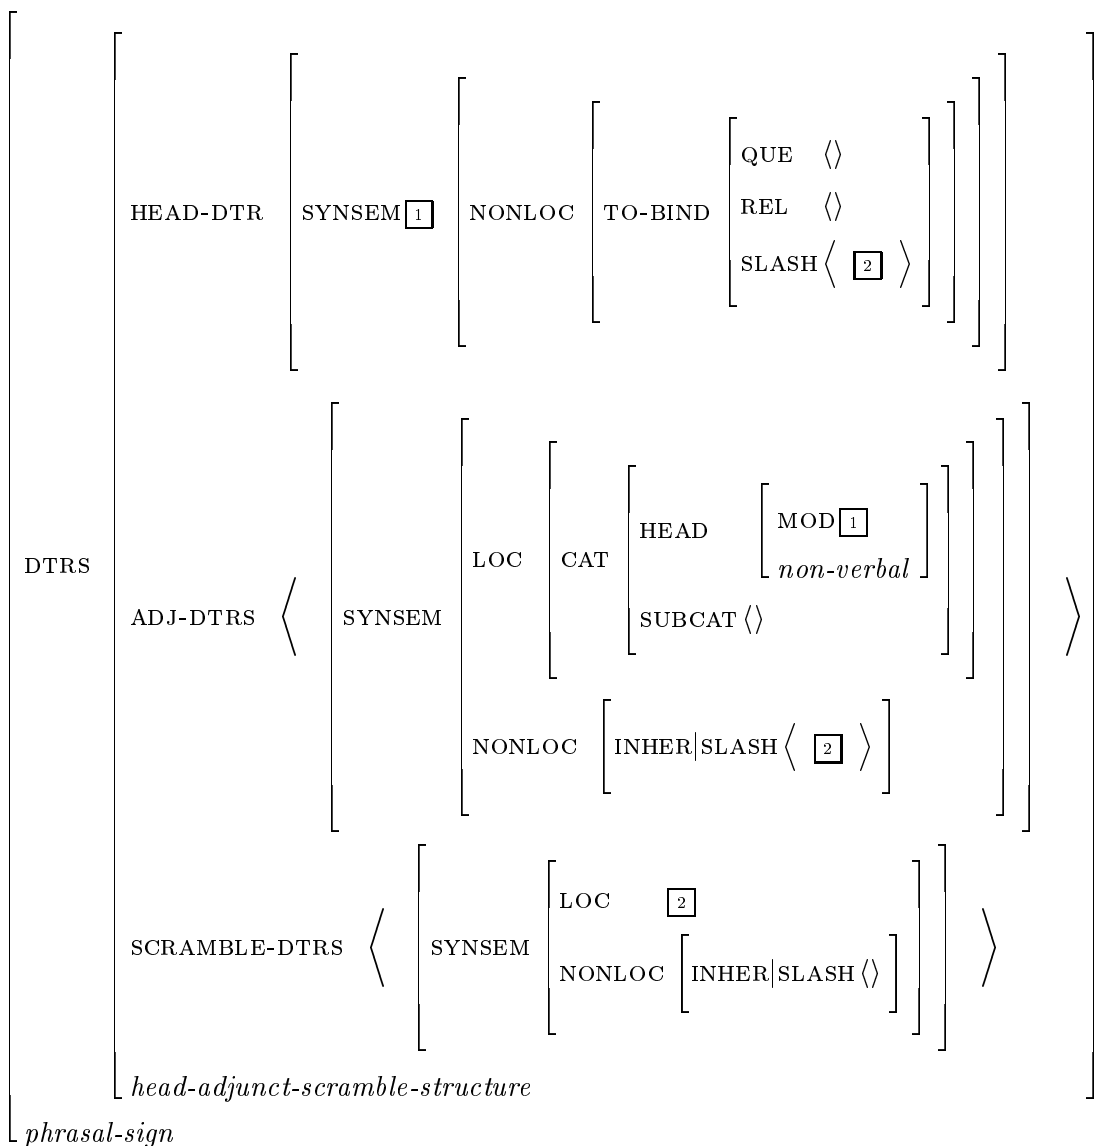 QUE ⟨⟩
HEAD-DTR SYNSEM 1 NONLOC TO-BIND REL ⟨⟩
SLASH ⟨ 2 ⟩
MOD 1
HEAD
non-verbal
LOC CAT
DTRS
ADJ-DTRS ⟨ SYNSEM SUBCAT ⟨⟩ ⟩
NONLOC INHER|SLASH ⟨ 2 ⟩
LOC 2
SCRAMBLE-DTRS ⟨ SYNSEM ⟩
NONLOC INHER|SLASH ⟨⟩
head-adjunct-scramble-structure
phrasal-sign